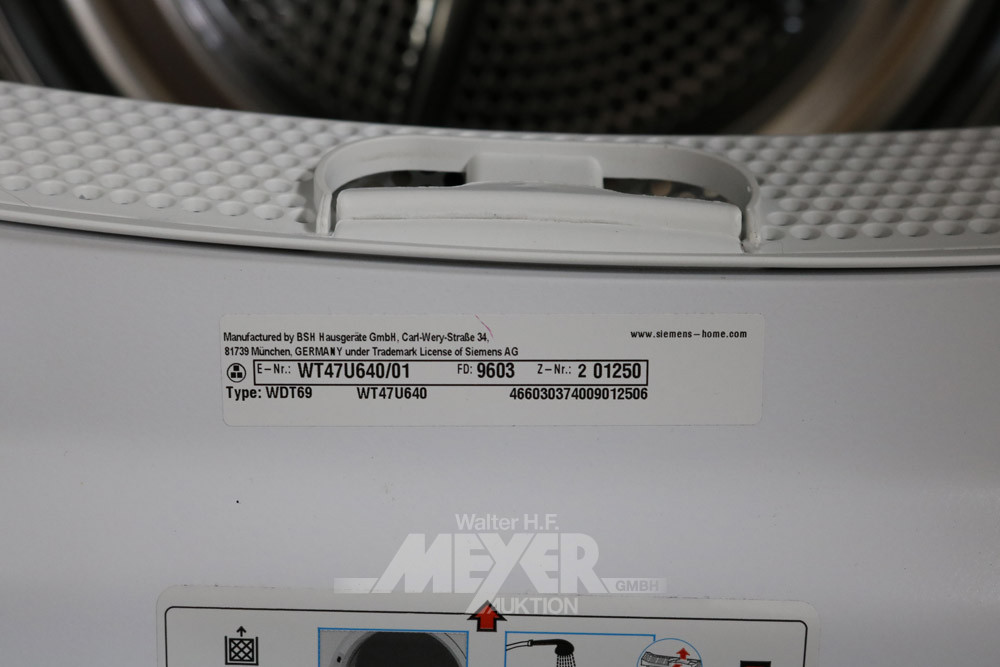 Manufactured by BSH Hausgeräte GmbH, Carl-Wery-Straße 34,
www.siemens-home.com
81739 München, GERMANY under Trademark License of Siemens AG
E-Nr.: WT47U640/01 FD: 9603 Z-Nr.: 2 01250
Type: WDT69 WT47U640 466030374009012506
Walter H.F.
MEYER
GMBH
AUKTION